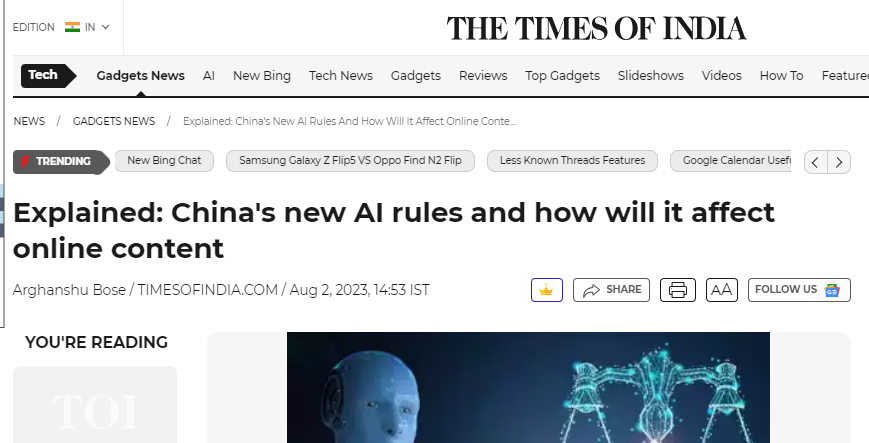 EDITION IN
THE TIMES OF INDIA
Tech Gadgets News AI New Bing Tech News Gadgets Reviews Top Gadgets Slideshows Videos How To Feature
NEWS / GADGETS NEWS / Explained: China's New AI Rules And How Will It Affect Online Conte...
TRENDING New Bing Chat Samsung Galaxy Z Flip5 VS Oppo Find N2 Flip Less Known Threads Features Google Calendar Usefu
Explained: China's new AI rules and how will it affect
online content
Arghanshu Bose / TIMESOFINDIA.COM / Aug 2, 2023, 14:53 IST
SHARE AA FOLLOW US
YOU'RE READING
TOI